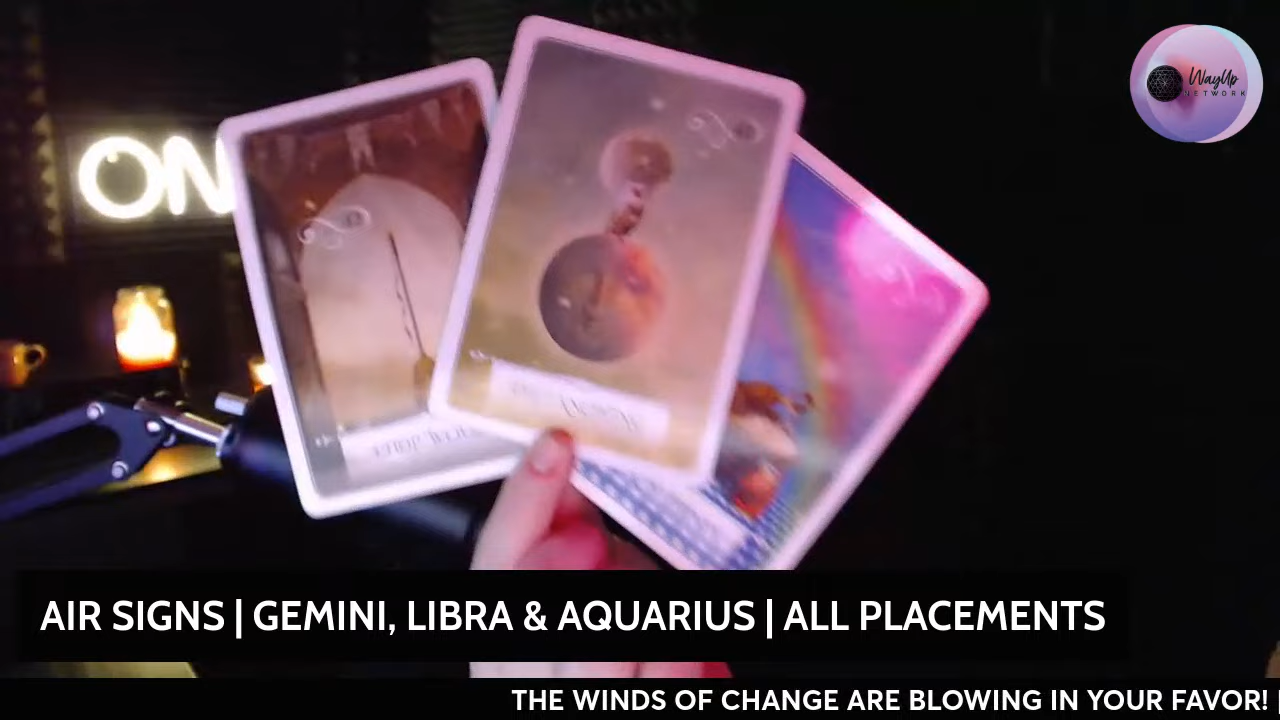 ON
WayUp
NETWORK
AIR SIGNS | GEMINI, LIBRA & AQUARIUS | ALL PLACEMENTS
THE WINDS OF CHANGE ARE BLOWING IN YOUR FAVOR!